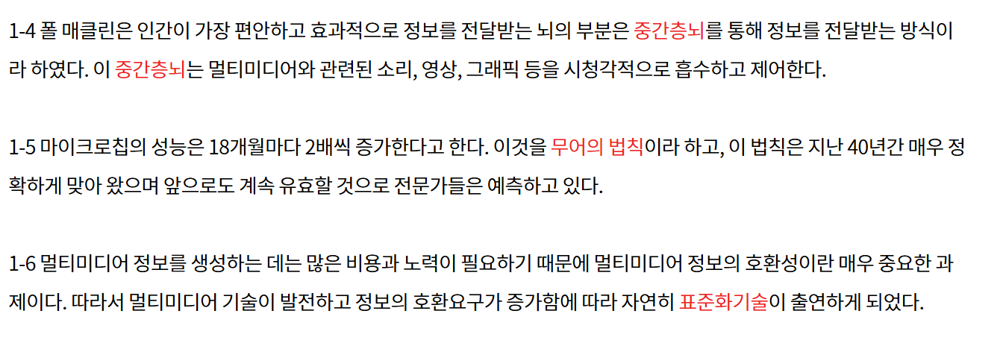 1-4 폴 매클린은 인간이 가장 편안하고 효과적으로 정보를 전달받는 뇌의 부분은 중간층뇌를 통해 정보를 전달받는 방식이
라 하였다. 이 중간층뇌는 멀티미디어와 관련된 소리, 영상, 그래픽 등을 시청각적으로 흡수하고 제어한다.
1-5 마이크로칩의 성능은 18개월마다 2배씩 증가한다고 한다. 이것을 무어의 법칙이라 하고, 이 법칙은 지난 40년간 매우 정
확하게 맞아 왔으며 앞으로도 계속 유효할 것으로 전문가들은 예측하고 있다.
1-6 멀티미디어 정보를 생성하는 데는 많은 비용과 노력이 필요하기 때문에 멀티미디어 정보의 호환성이란 매우 중요한 과
제이다. 따라서 멀티미디어 기술이 발전하고 정보의 호환요구가 증가함에 따라 자연히 표준화기술이 출연하게 되었다.